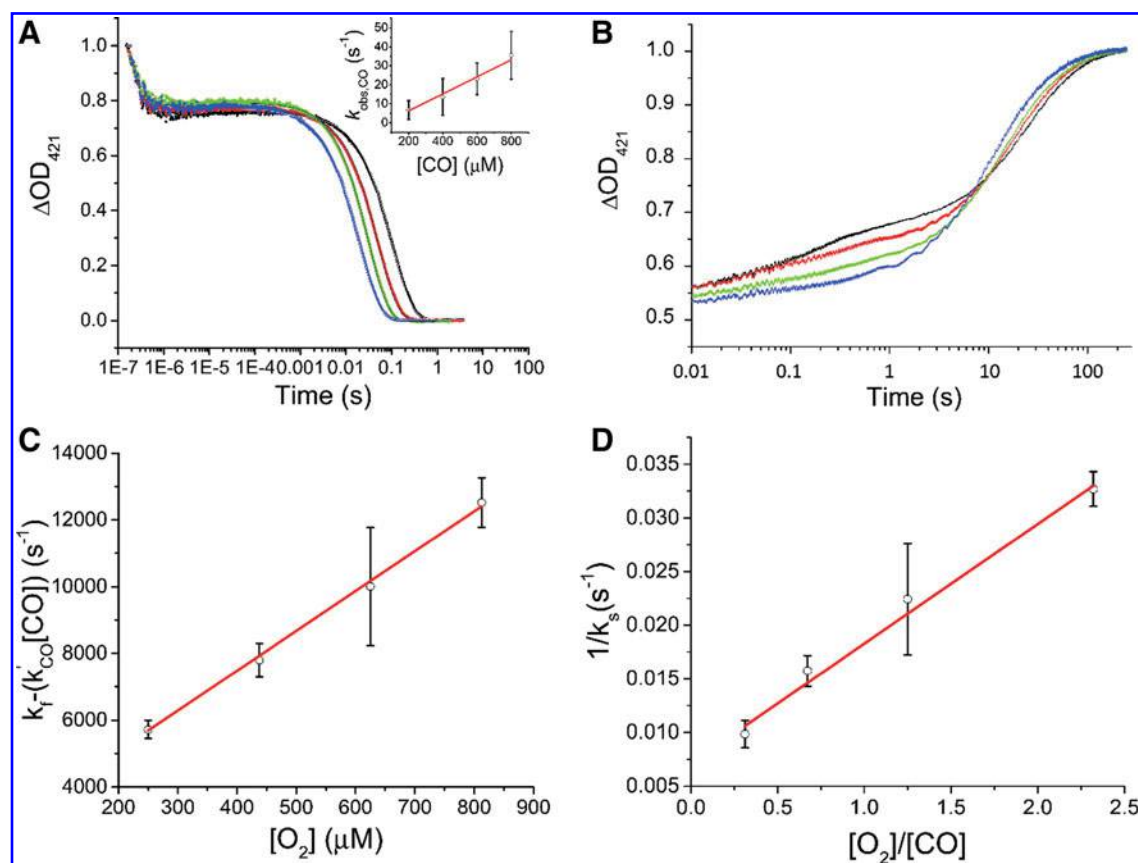 A
1.0
0.8
0.6
0.4
0.2
0.0
ΔOD421
1E-7 1E-6 1E-5 1E-4 0.001 0.01 0.1 1 10 100
Time (s)
50
40
30
20
10
0
kobs,CO (s-1)
200 400 600 800
[CO] (μM)
B
1.0
0.9
0.8
0.7
0.6
0.5
ΔOD421
0.01 0.1 1 10 100
Time (s)
C
14000
12000
10000
8000
6000
4000
kf-(k'CO[CO]) (s-1)
200 300 400 500 600 700 800 900
[O2] (μM)
D
0.035
0.030
0.025
0.020
0.015
0.010
0.005
1/ks(s-1)
0.0 0.5 1.0 1.5 2.0 2.5
[O2]/[CO]